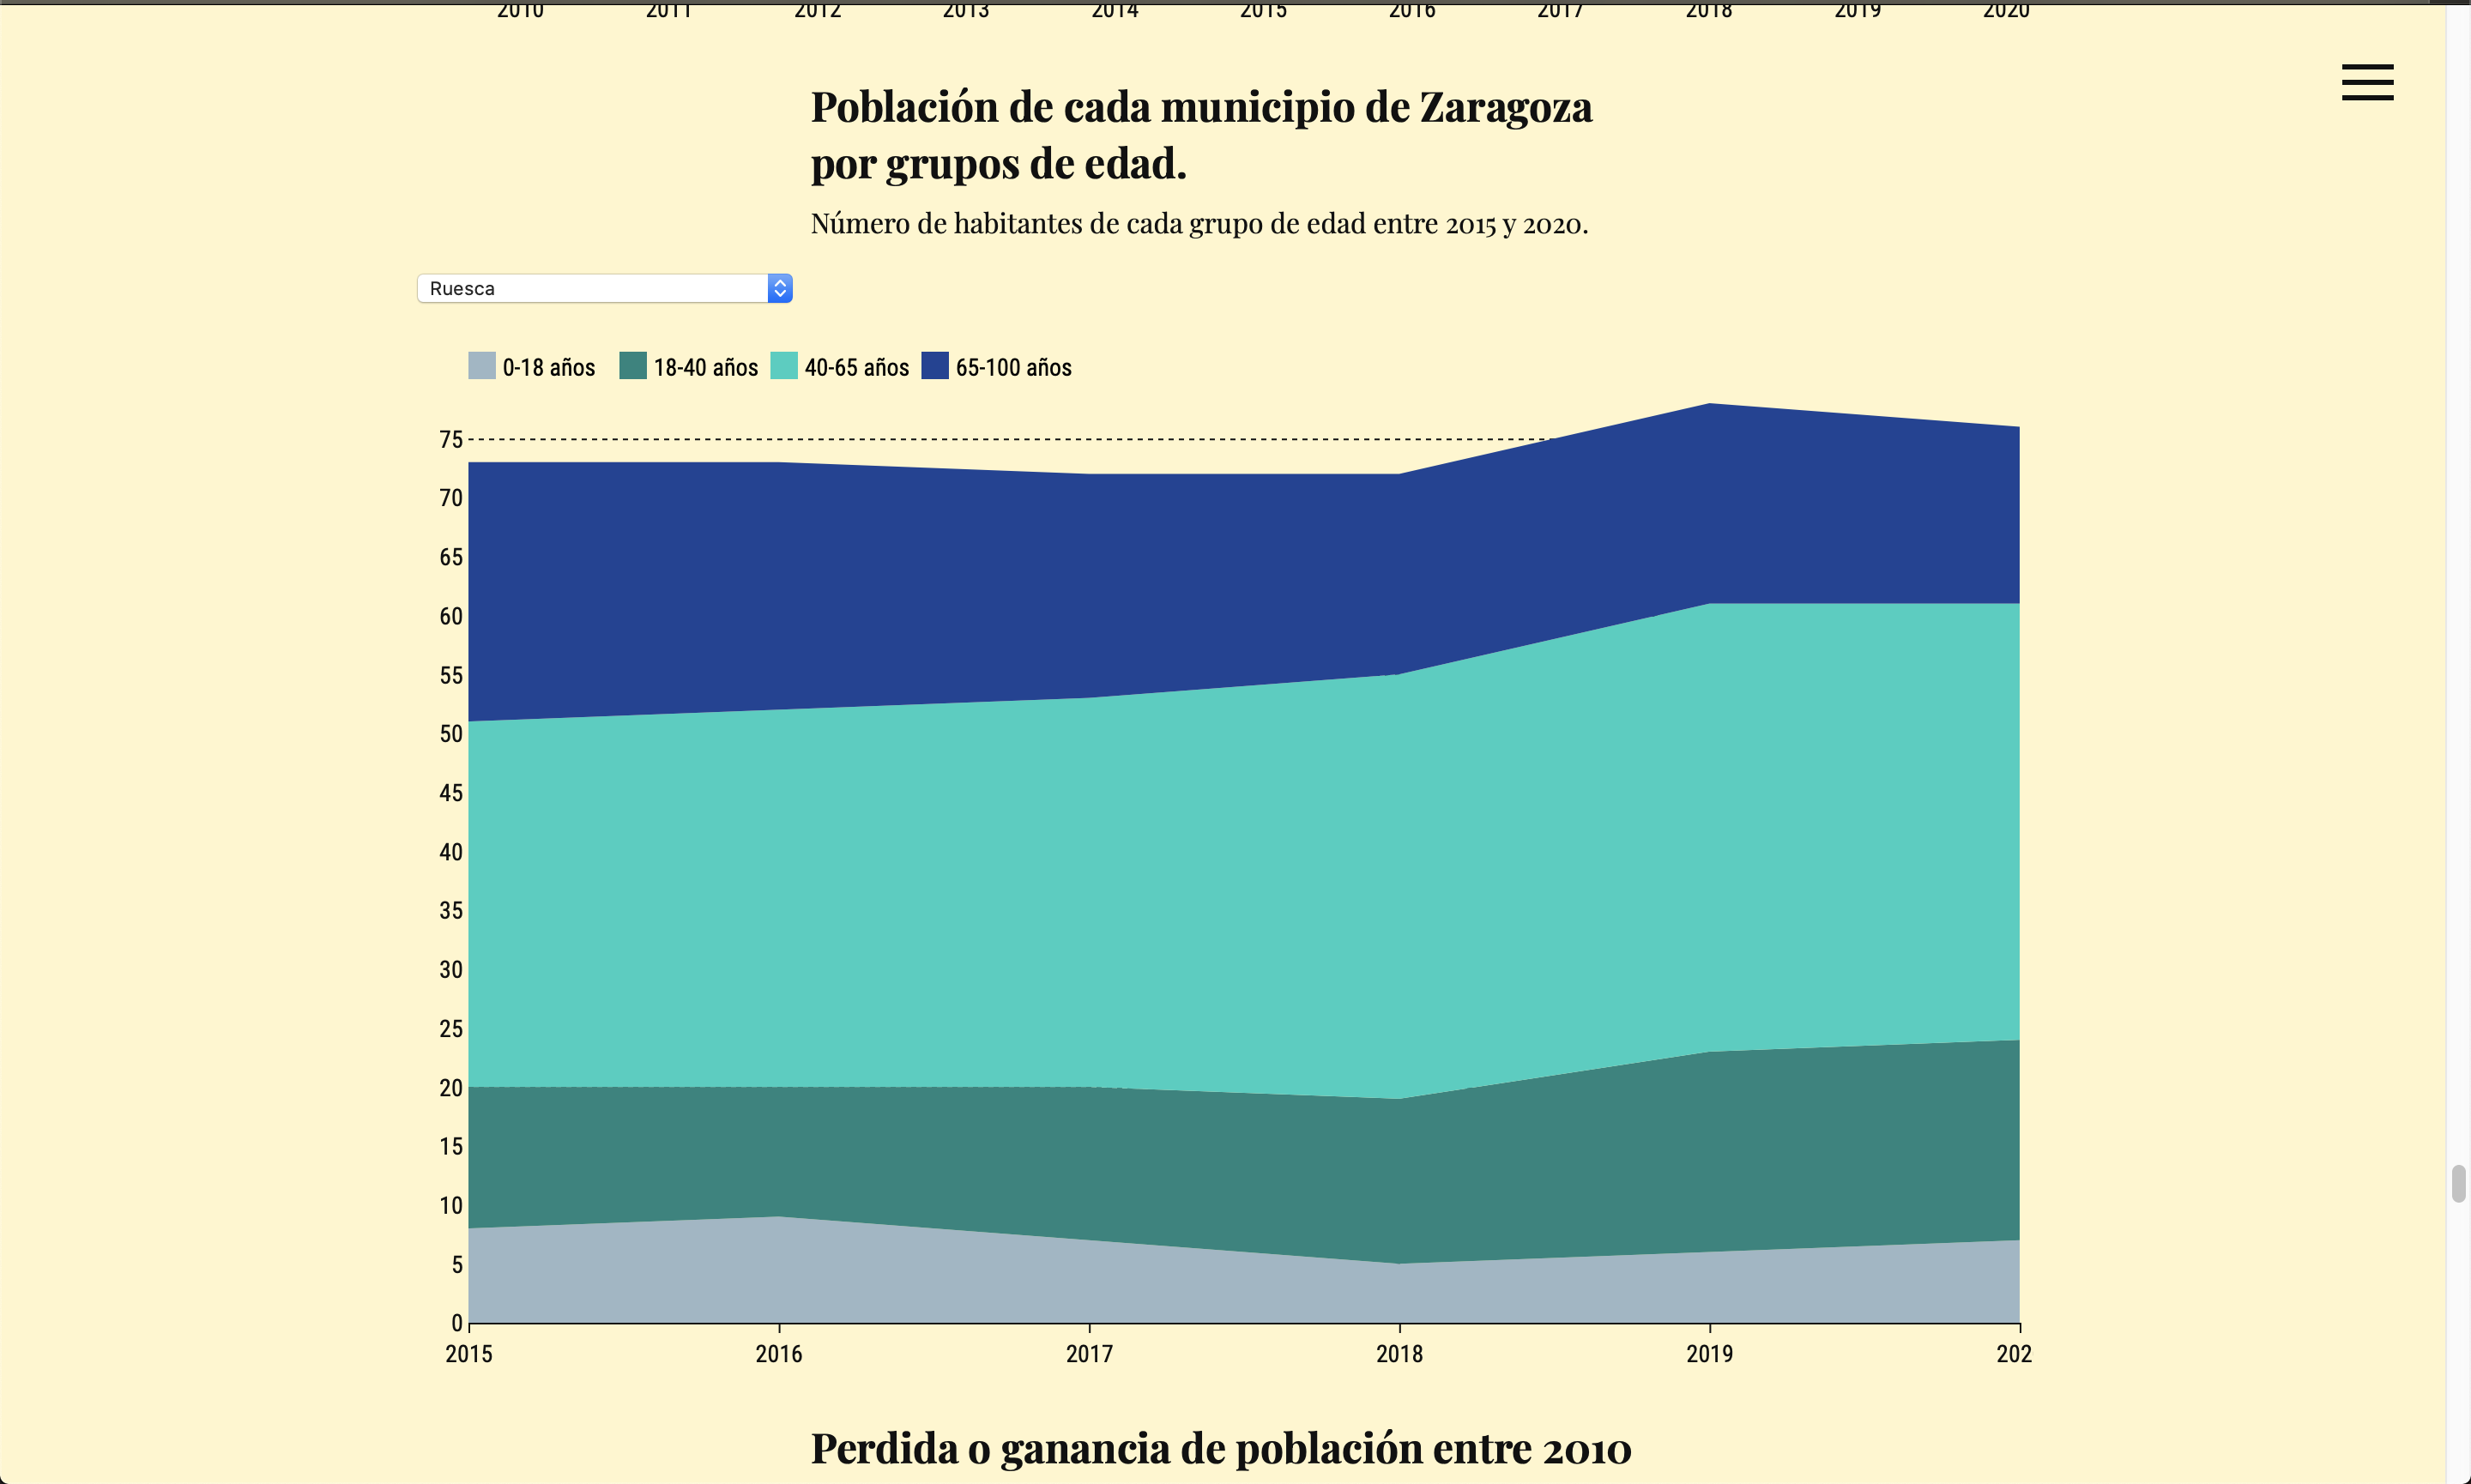 2010 2011 2012 2013 2014 2015 2016 2017 2018 2019 2020
Población de cada municipio de Zaragoza
por grupos de edad.
Número de habitantes de cada grupo de edad entre 2015 y 2020.
Ruesca
0-18 años 18-40 años 40-65 años 65-100 años
75
70
65
60
55
50
45
40
35
30
25
20
15
10
5
0
2015 2016 2017 2018 2019 202
Perdida o ganancia de población entre 2010